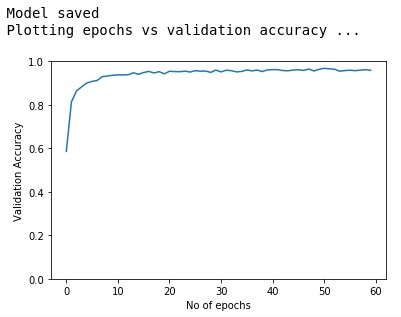 Model saved
Plotting epochs vs validation accuracy ...
1.0
0.8
0.6
0.4
0.2
0.0
Validation Accuracy
0 10 20 30 40 50 60
No of epochs